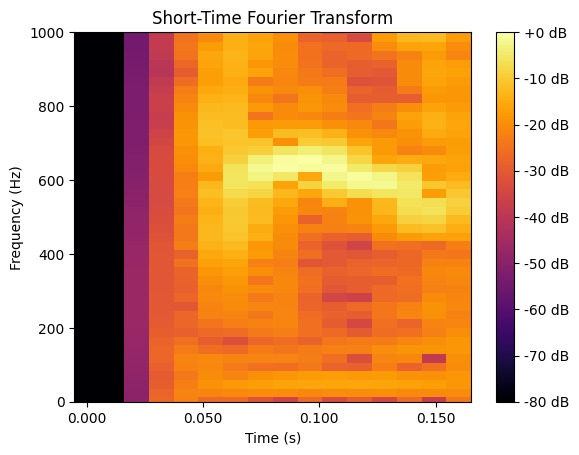 Short-Time Fourier Transform
1000
800
600
400
200
0
Frequency (Hz)
0.000
0.050
0.100
0.150
Time (s)
+0 dB
-10 dB
-20 dB
-30 dB
-40 dB
-50 dB
-60 dB
-70 dB
-80 dB